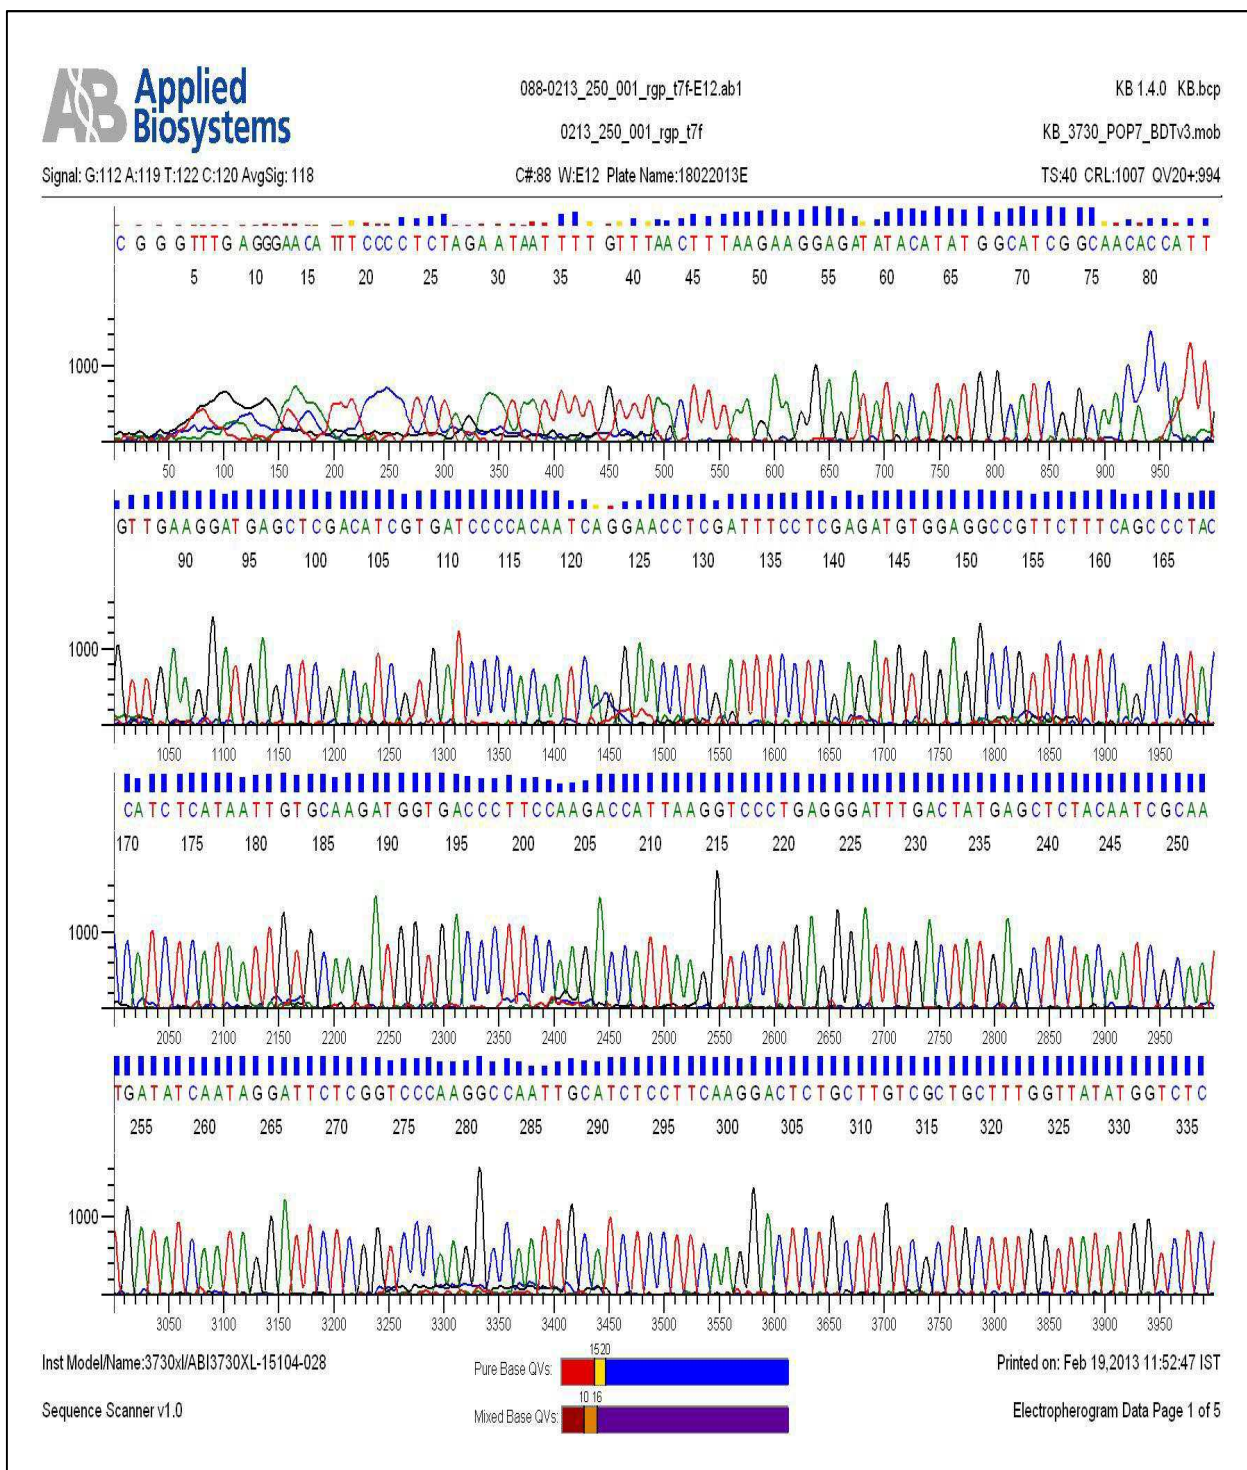 Applied Biosystems
088-0213_250_001_rgp_t7f-E12.ab1
KB 1.4.0 KB.bcp
0213_250_001_rgp_t7f
KB_3730_POP7_BDTv3.mob
Signal: G:112 A:119 T:122 C:120 AvgSig: 118
C#:88 W:E12 Plate Name:18022013E
TS:40 CRL:1007 QV20+:994
C G G G TTTG A GGGAACA TTT CCCC CTCTAGAATAAT TTTGTTTAACTTTAAGAAGGAGATATACATATGGCATCGGCAACACCATT
5 10 15 20 25 30 35 40 45 50 55 60 65 70 75 80
1000
50 100 150 200 250 300 350 400 450 500 550 600 650 700 750 800 850 900 950
GTTGAAGGATGAGCTCGACATCGTGATCCCCACAATCAGGAACCTCGATTTCCTCGAGATGTGGAGGCCGTTCTTTCAGCCCTAC
90 95 100 105 110 115 120 125 130 135 140 145 150 155 160 165
1000
1050 1100 1150 1200 1250 1300 1350 1400 1450 1500 1550 1600 1650 1700 1750 1800 1850 1900 1950
CATCTCATAATTGTGCAAGATGGTGACCCTTCCAAGACCATTAAGGTCCCTGAGGGATTTGACTATGAGCTCTACAATCGCAA
170 175 180 185 190 195 200 205 210 215 220 225 230 235 240 245 250
1000
2050 2100 2150 2200 2250 2300 2350 2400 2450 2500 2550 2600 2650 2700 2750 2800 2850 2900 2950
TGATATCAATAGGATTCTCGGTCCCAAGGCCAATTGCATCTCCTTCAAGGACTCTGCTTGTCGCTGCTTTGGTTATATGGTCTC
255 260 265 270 275 280 285 290 295 300 305 310 315 320 325 330 335
1000
3050 3100 3150 3200 3250 3300 3350 3400 3450 3500 3550 3600 3650 3700 3750 3800 3850 3900 3950
Inst Model/Name:3730xl/ABI3730XL-15104-028
Pure Base QVs:
1520
Printed on: Feb 19,2013 11:52:47 IST
Sequence Scanner v1.0
Mixed Base QVs:
10 16
Electropherogram Data Page 1 of 5